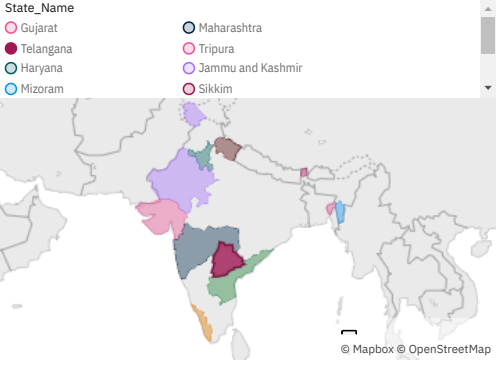 State_Name
Gujarat
Maharashtra
Telangana
Tripura
Haryana
Jammu and Kashmir
Mizoram
Sikkim
© Mapbox © OpenStreetMap